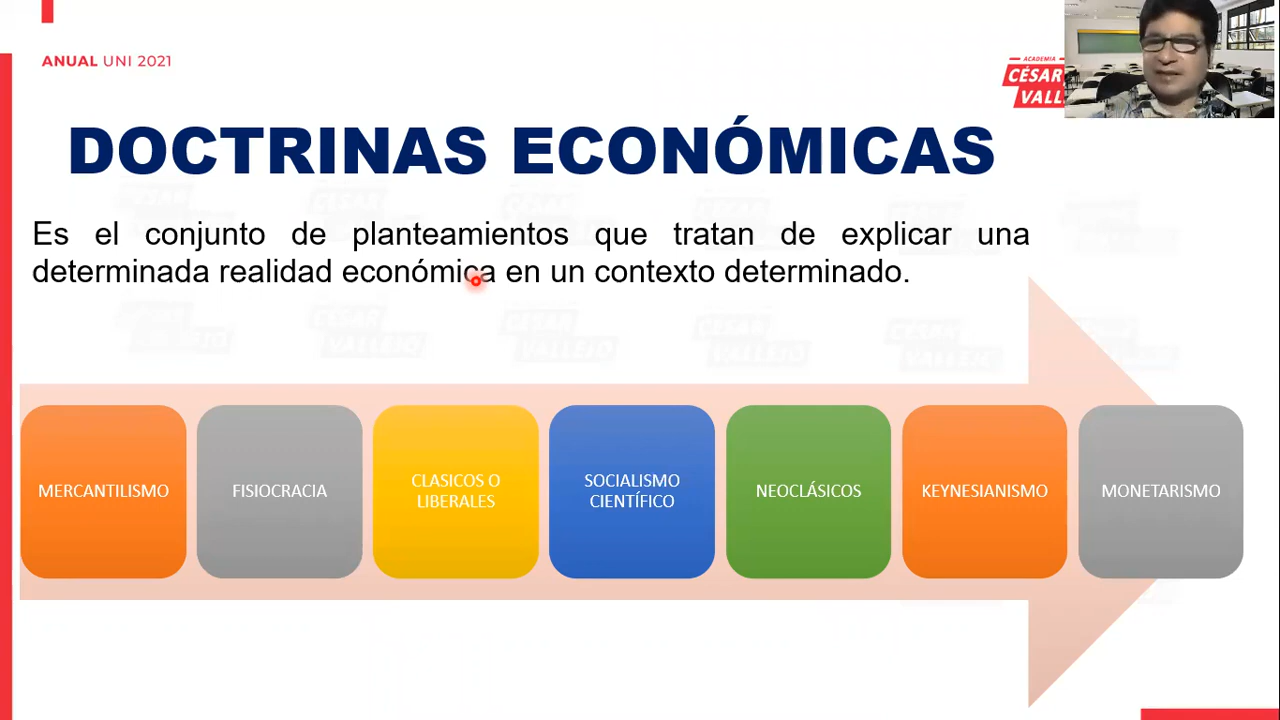 ANUAL UNI 2021
ACADEMIA
CÉSAR
DOCTRINAS ECONÓMICAS
Es el conjunto de planteamientos que tratan de explicar una
determinada realidad económica en un contexto determinado.
MERCANTILISMO
FISIOCRACIA
CLASICOS O
LIBERALES
SOCIALISMO
CIENTÍFICO
NEOCLÁSICOS
KEYNESIANISMO
MONETARISMO